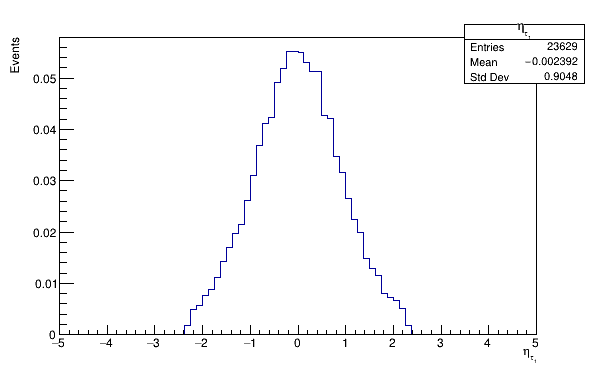 η_τ₁
Entries 23629
Mean −0.002392
Std Dev 0.9048
Events
0.05
0.04
0.03
0.02
0.01
0
−5 −4 −3 −2 −1 0 1 2 3 4 5
η_τ₁